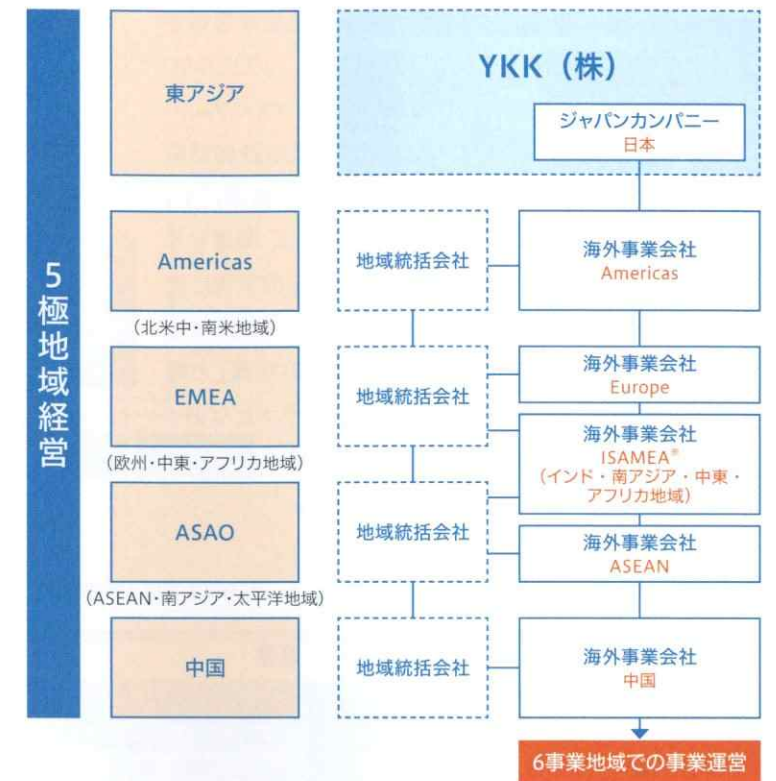 5極地域経営
東アジア
YKK（株）
ジャパンカンパニー
日本
Americas
（北米中・南米地域）
地域統括会社
海外事業会社
Americas
EMEA
（欧州・中東・アフリカ地域）
地域統括会社
海外事業会社
Europe
海外事業会社
ISAMEA®
（インド・南アジア・中東・
アフリカ地域）
ASAO
（ASEAN・南アジア・太平洋地域）
地域統括会社
海外事業会社
ASEAN
中国
地域統括会社
海外事業会社
中国
6事業地域での事業運営